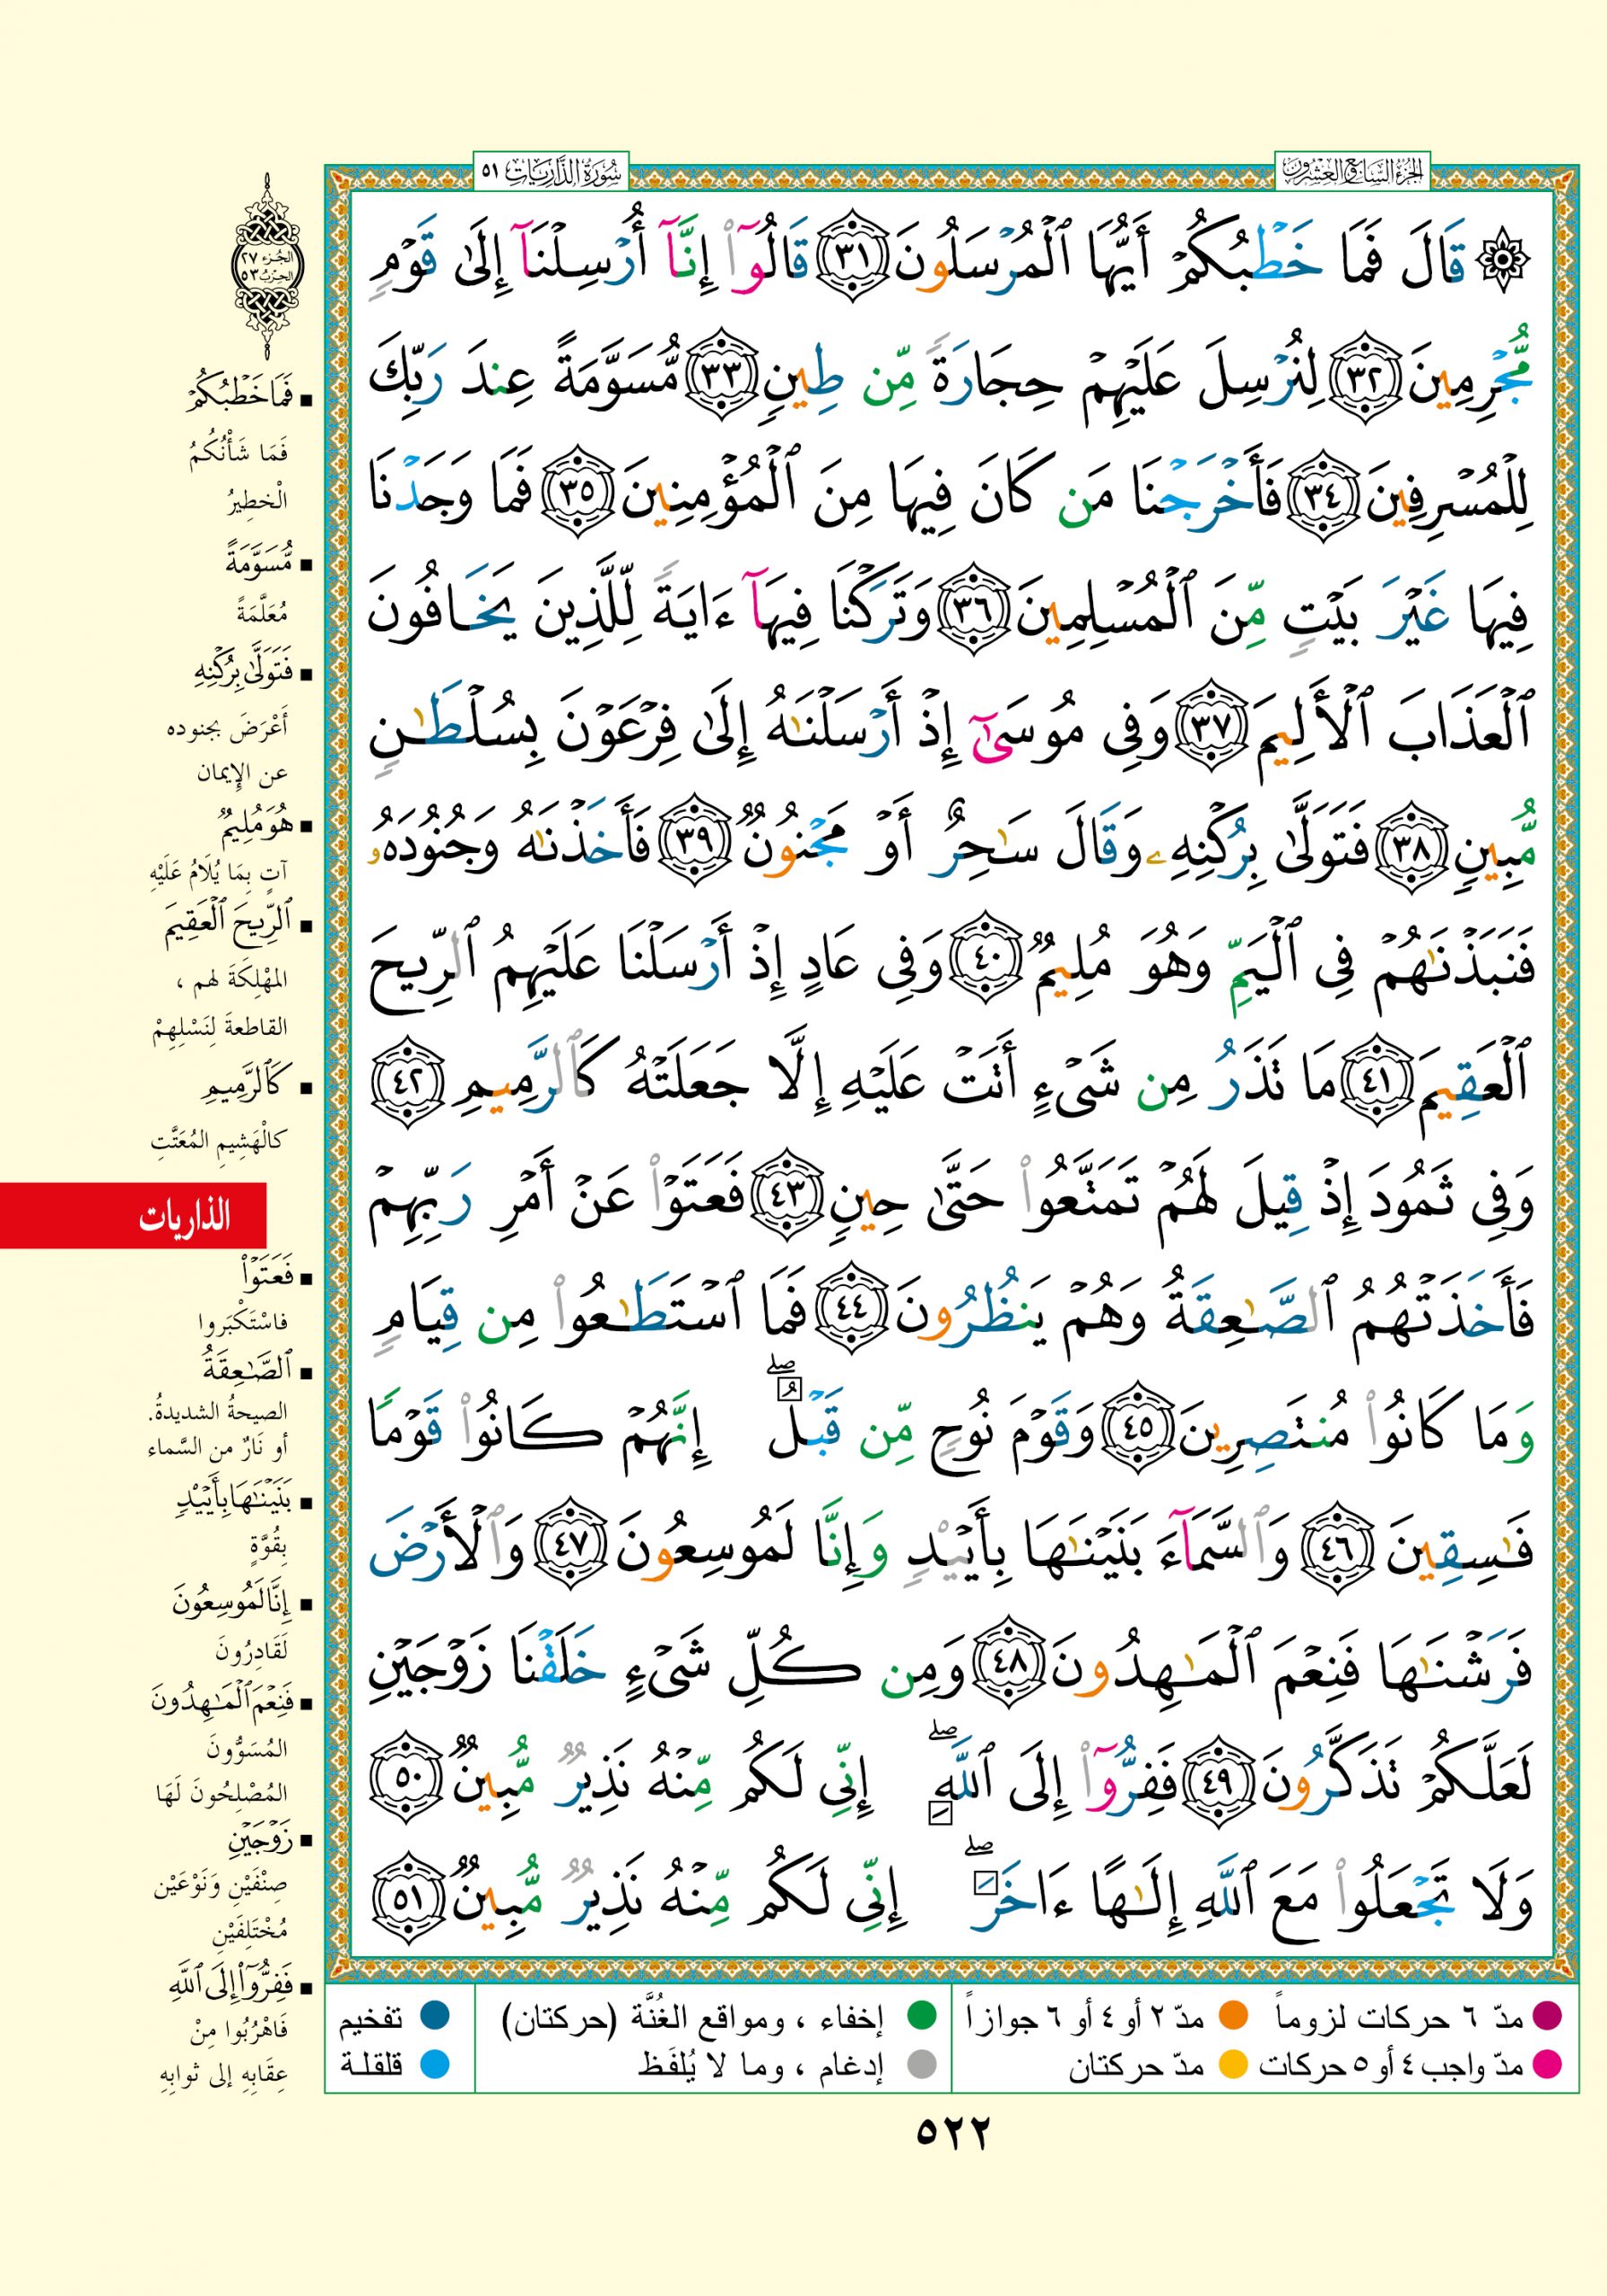 الجزء السابع والعشرون
سورة الذاريات ٥١
۞ قَالَ فَمَا خَطۡبُكُمۡ أَيُّهَا ٱلۡمُرۡسَلُونَ ٣١ قَالُوٓاْ إِنَّآ أُرۡسِلۡنَآ إِلَىٰ قَوۡمٖ
مُّجۡرِمِينَ ٣٢ لِنُرۡسِلَ عَلَيۡهِمۡ حِجَارَةٗ مِّن طِينٖ ٣٣ مُّسَوَّمَةً عِندَ رَبِّكَ
لِلۡمُسۡرِفِينَ ٣٤ فَأَخۡرَجۡنَا مَن كَانَ فِيهَا مِنَ ٱلۡمُؤۡمِنِينَ ٣٥ فَمَا وَجَدۡنَا
فِيهَا غَيۡرَ بَيۡتٖ مِّنَ ٱلۡمُسۡلِمِينَ ٣٦ وَتَرَكۡنَا فِيهَآ ءَايَةٗ لِّلَّذِينَ يَخَافُونَ
ٱلۡعَذَابَ ٱلۡأَلِيمَ ٣٧ وَفِي مُوسَىٰٓ إِذۡ أَرۡسَلۡنَٰهُ إِلَىٰ فِرۡعَوۡنَ بِسُلۡطَٰنٖ
مُّبِينٖ ٣٨ فَتَوَلَّىٰ بِرُكۡنِهِۦ وَقَالَ سَٰحِرٌ أَوۡ مَجۡنُونٞ ٣٩ فَأَخَذۡنَٰهُ وَجُنُودَهُۥ
فَنَبَذۡنَٰهُمۡ فِي ٱلۡيَمِّ وَهُوَ مُلِيمٞ ٤٠ وَفِي عَادٍ إِذۡ أَرۡسَلۡنَا عَلَيۡهِمُ ٱلرِّيحَ
ٱلۡعَقِيمَ ٤١ مَا تَذَرُ مِن شَيۡءٍ أَتَتۡ عَلَيۡهِ إِلَّا جَعَلَتۡهُ كَٱلرَّمِيمِ ٤٢
وَفِي ثَمُودَ إِذۡ قِيلَ لَهُمۡ تَمَتَّعُواْ حَتَّىٰ حِينٖ ٤٣ فَعَتَوۡاْ عَنۡ أَمۡرِ رَبِّهِمۡ
فَأَخَذَتۡهُمُ ٱلصَّٰعِقَةُ وَهُمۡ يَنظُرُونَ ٤٤ فَمَا ٱسۡتَطَٰعُواْ مِن قِيَامٖ
وَمَا كَانُواْ مُنتَصِرِينَ ٤٥ وَقَوۡمَ نُوحٖ مِّن قَبۡلُۖ إِنَّهُمۡ كَانُواْ قَوۡمٗا
فَٰسِقِينَ ٤٦ وَٱلسَّمَآءَ بَنَيۡنَٰهَا بِأَيۡيْدٖ وَإِنَّا لَمُوسِعُونَ ٤٧ وَٱلۡأَرۡضَ
فَرَشۡنَٰهَا فَنِعۡمَ ٱلۡمَٰهِدُونَ ٤٨ وَمِن كُلِّ شَيۡءٍ خَلَقۡنَا زَوۡجَيۡنِ
لَعَلَّكُمۡ تَذَكَّرُونَ ٤٩ فَفِرُّوٓاْ إِلَى ٱللَّهِۖ إِنِّي لَكُم مِّنۡهُ نَذِيرٞ مُّبِينٞ ٥٠
وَلَا تَجۡعَلُواْ مَعَ ٱللَّهِ إِلَٰهًا ءَاخَرَۖ إِنِّي لَكُم مِّنۡهُ نَذِيرٞ مُّبِينٞ ٥١
الجزء ٢٧
الحزب ٥٣
▪ فَمَا خَطۡبُكُمۡ
فَمَا شَأْنُكُمُ
الْخطِيرُ
▪ مُّسَوَّمَةً
مُعَلَّمَةً
▪ فَتَوَلَّىٰ بِرُكۡنِهِ
أَعْرَضَ بجنوده
عن الإيمان
▪ هُوَ مُلِيمٞ
آتٍ بِمَا يُلَامُ عَلَيْهِ
▪ ٱلرِّيحَ ٱلۡعَقِيمَ
المهْلِكَةَ لهم ،
القاطعةَ لِنَسْلِهِمْ
▪ كَٱلرَّمِيمِ
كالْهَشِيمِ المُفَتَّتِ
الذاريات
▪ فَعَتَوۡاْ
فاسْتَكْبَروا
▪ ٱلصَّٰعِقَةُ
الصيحةُ الشديدةُ.
أو نَارٌ من السَّماء
▪ بَنَيۡنَٰهَا بِأَيۡيْدٖ
بِقُوَّةٍ
▪ إِنَّا لَمُوسِعُونَ
لَقَادِرُونَ
▪ فَنِعۡمَ ٱلۡمَٰهِدُونَ
المُسَوُّونَ
المُصْلِحُونَ لَهَا
▪ زَوۡجَيۡنِ
صِنْفَيْنِ وَنَوْعَيْن
مُخْتَلِفَيْنِ
▪ فَفِرُّوٓاْ إِلَى ٱللَّهِ
فَاهْرُبُوا مِنْ
عِقَابِهِ إلى ثوابِهِ
مدّ ٦ حركات لزوماً ● مدّ ٢ أو ٤ أو ٦ جوازاً ● إخفاء ، ومواقع الغُنَّة (حركتان) ● تفخيم
مدّ واجب ٤ أو ٥ حركات ● مدّ حركتان ● إدغام ، وما لا يُلفَظ ● قلقلة
٥٢٢